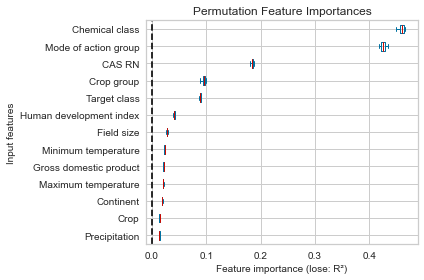 Permutation Feature Importances
Chemical class
Mode of action group
CAS RN
Crop group
Target class
Human development index
Field size
Minimum temperature
Gross domestic product
Maximum temperature
Continent
Crop
Precipitation
Input features
0.0 0.1 0.2 0.3 0.4
Feature importance (lose: R²)